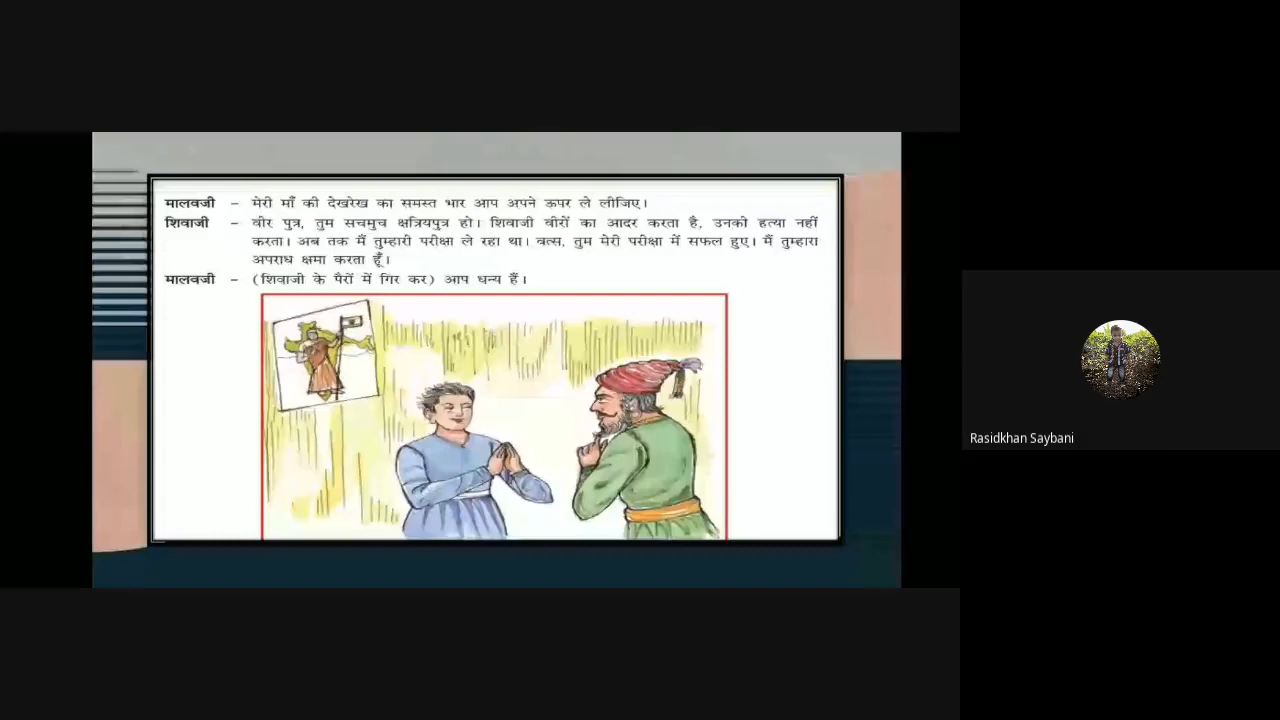 मालवजी – मेरी माँ की देखरेख का समस्त भार आप अपने ऊपर ले लीजिए।
शिवाजी – वीर पुत्र, तुम सचमुच क्षत्रियपुत्र हो। शिवाजी वीरों का आदर करता है, उनकी हत्या नहीं
करता। अब तक मैं तुम्हारी परीक्षा ले रहा था। वत्स, तुम मेरी परीक्षा में सफल हुए। मैं तुम्हारा
अपराध क्षमा करता हूँ।
मालवजी – (शिवाजी के पैरों में गिर कर) आप धन्य हैं।
Rasidkhan Saybani